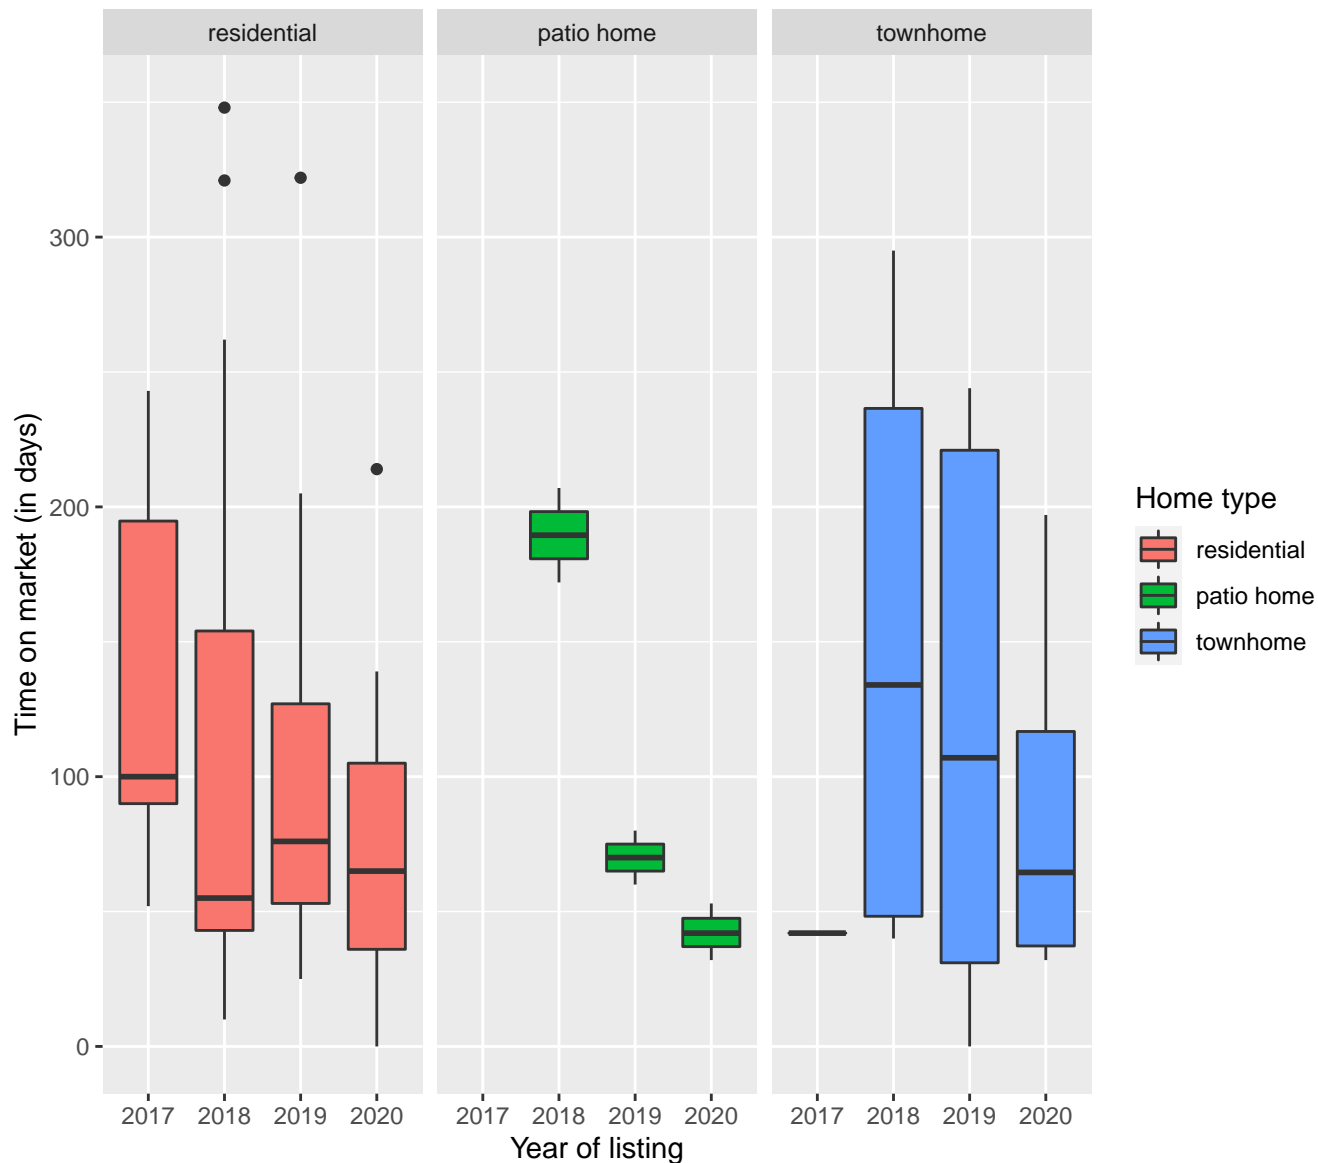 residential patio home townhome
Time on market (in days)
300
200
100
0
2017 2018 2019 2020 2017 2018 2019 2020 2017 2018 2019 2020
Year of listing
Home type
residential
patio home
townhome